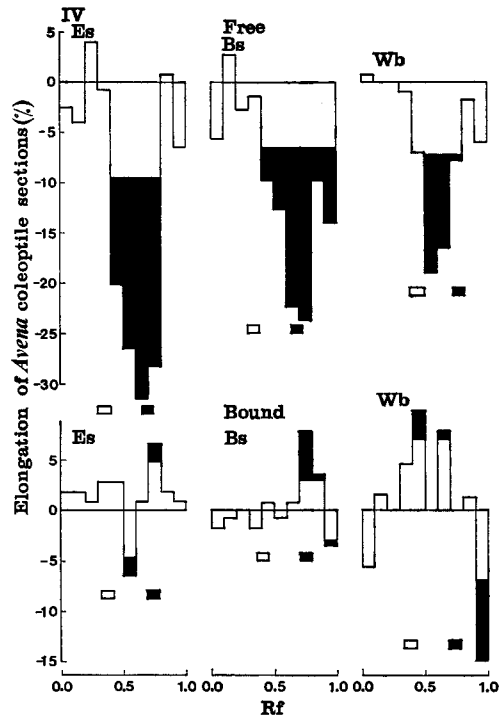 IV
Es
Free
Bs
Wb
Elongation of Avena coleoptile sections (%)
5
0
-5
-10
-15
-20
-25
-30
Es
Bound
Bs
Wb
5
0
-5
-10
-15
0.0 0.5 1.0 0.0 0.5 1.0 0.0 0.5 1.0
Rf